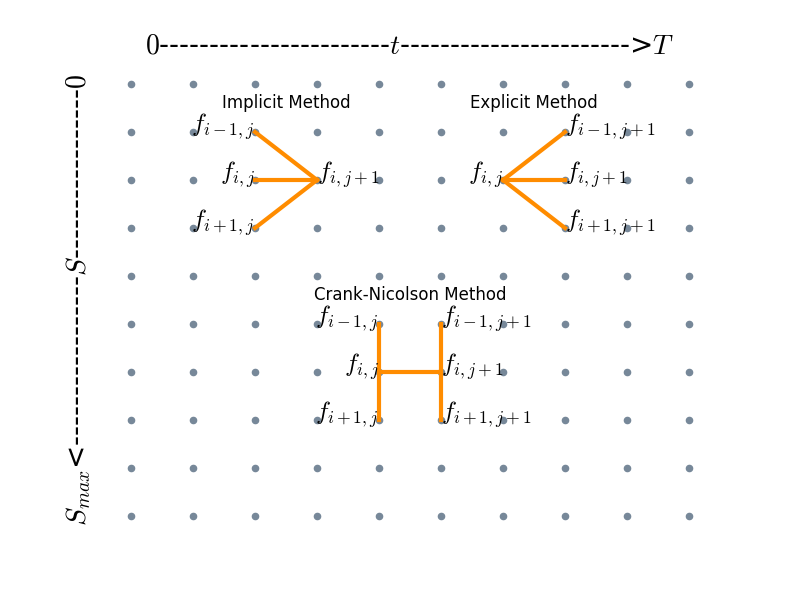 0-----------------------t----------------------->T
S_{max}<-----------------S-----------------0
Implicit Method
Explicit Method
f_{i-1,j}
f_{i-1,j+1}
f_{i,j}
f_{i,j+1}
f_{i,j}
f_{i,j+1}
f_{i+1,j}
f_{i+1,j+1}
Crank-Nicolson Method
f_{i-1,j}
f_{i-1,j+1}
f_{i,j}
f_{i,j+1}
f_{i+1,j}
f_{i+1,j+1}